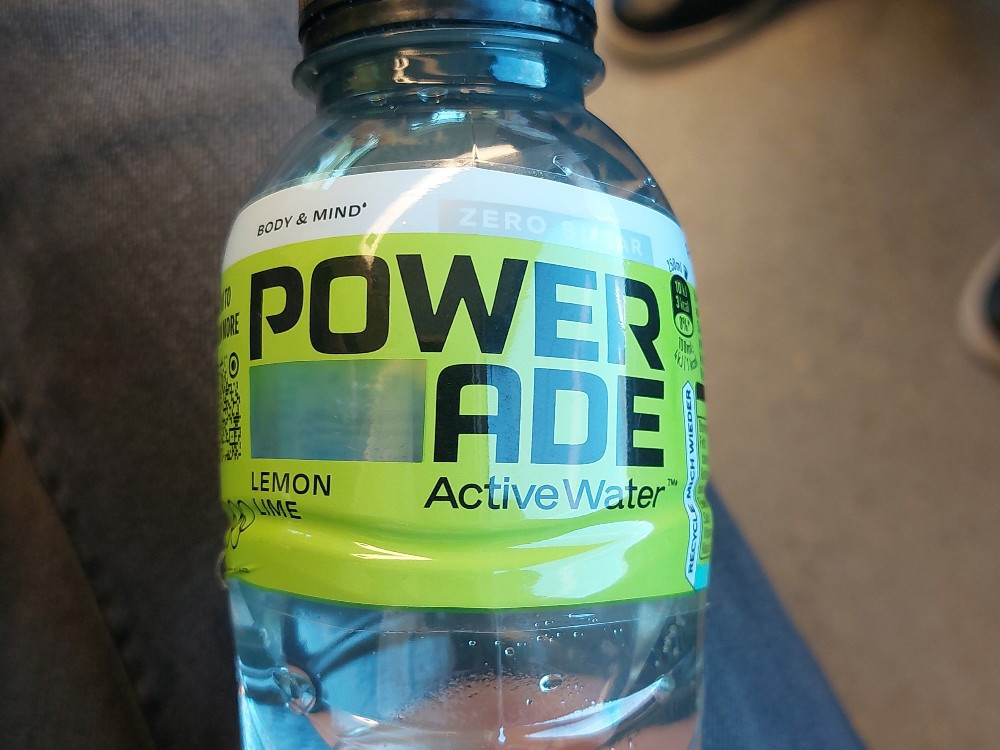 BODY & MIND
ZERO SUGAR
POWER
ADE
LEMON
LIME
ActiveWater™
RECYCLE MICH WIEDER